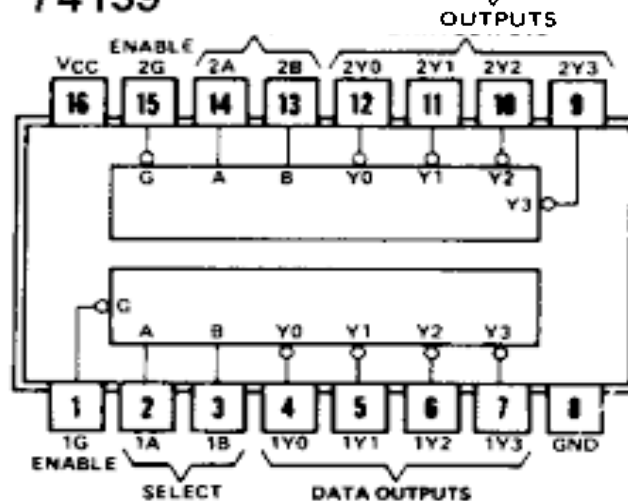 74139
OUTPUTS
ENABLE
VCC 2G 2A 2B 2Y0 2Y1 2Y2 2Y3
16 15 14 13 12 11 10 9
G A B Y0 Y1 Y2
Y3
G
A B Y0 Y1 Y2 Y3
1 2 3 4 5 6 7 8
1G 1A 1B 1Y0 1Y1 1Y2 1Y3 GND
ENABLE
SELECT DATA OUTPUTS